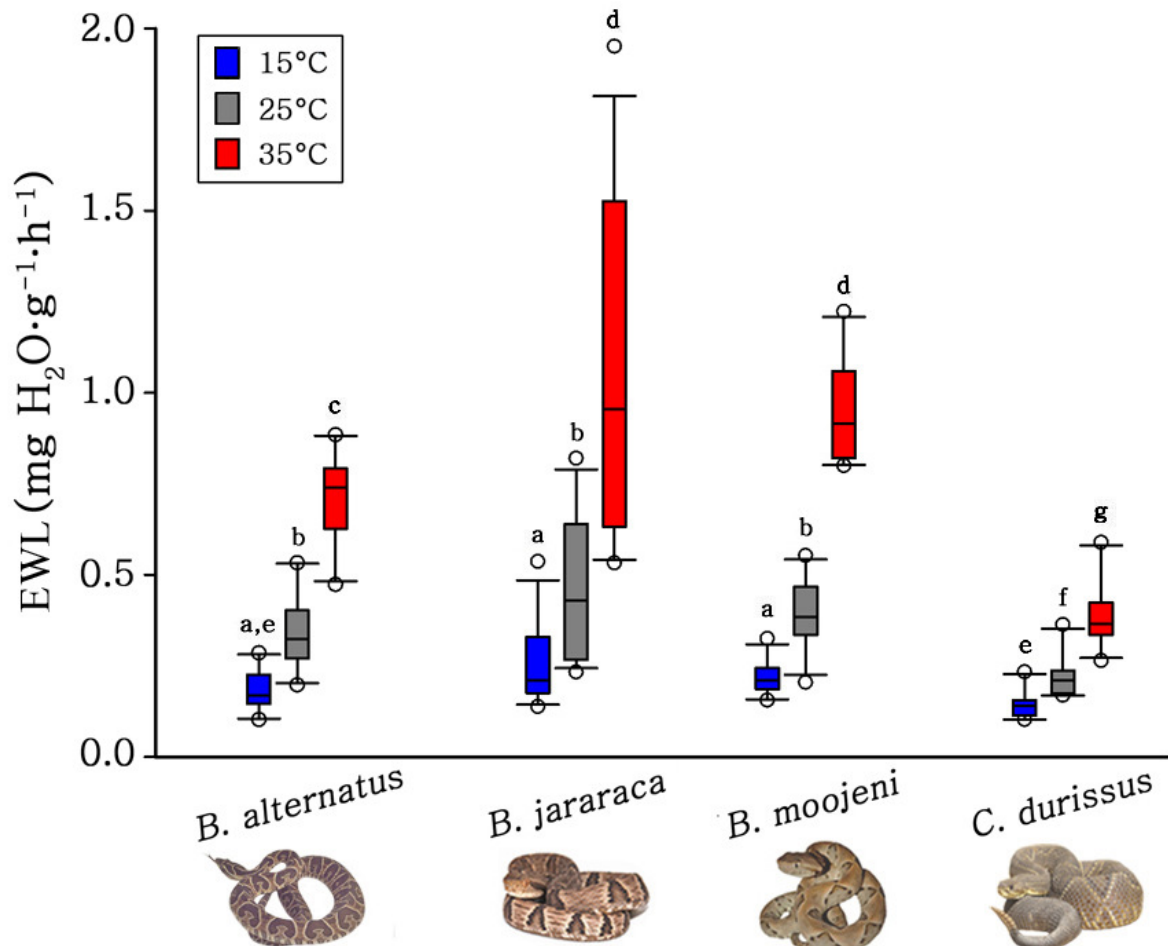 2.0
1.5
1.0
0.5
0.0
EWL(mg H₂O·g⁻¹·h⁻¹)
15°C
25°C
35°C
a,e
b
c
a
b
d
a
b
d
e
f
g
B. alternatus
B. jararaca
B. moojeni
C. durissus